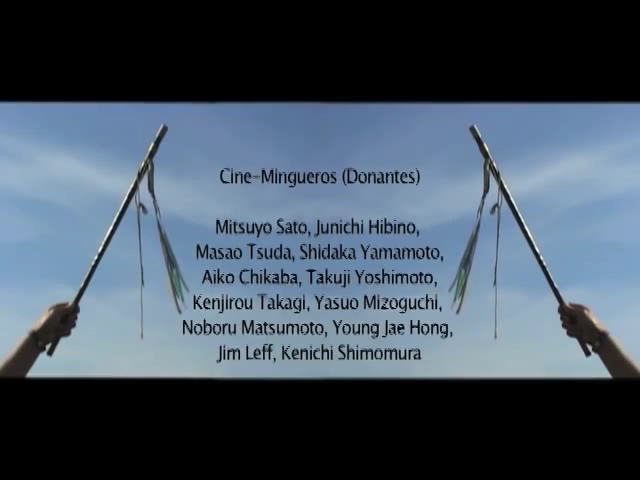 Cine-Mingueros (Donantes)
Mitsuyo Sato, Junichi Hibino,
Masao Tsuda, Shidaka Yamamoto,
Aiko Chikaba, Takuji Yoshimoto,
Kenjirou Takagi, Yasuo Mizoguchi,
Noboru Matsumoto, Young Jae Hong,
Jim Leff, Kenichi Shimomura